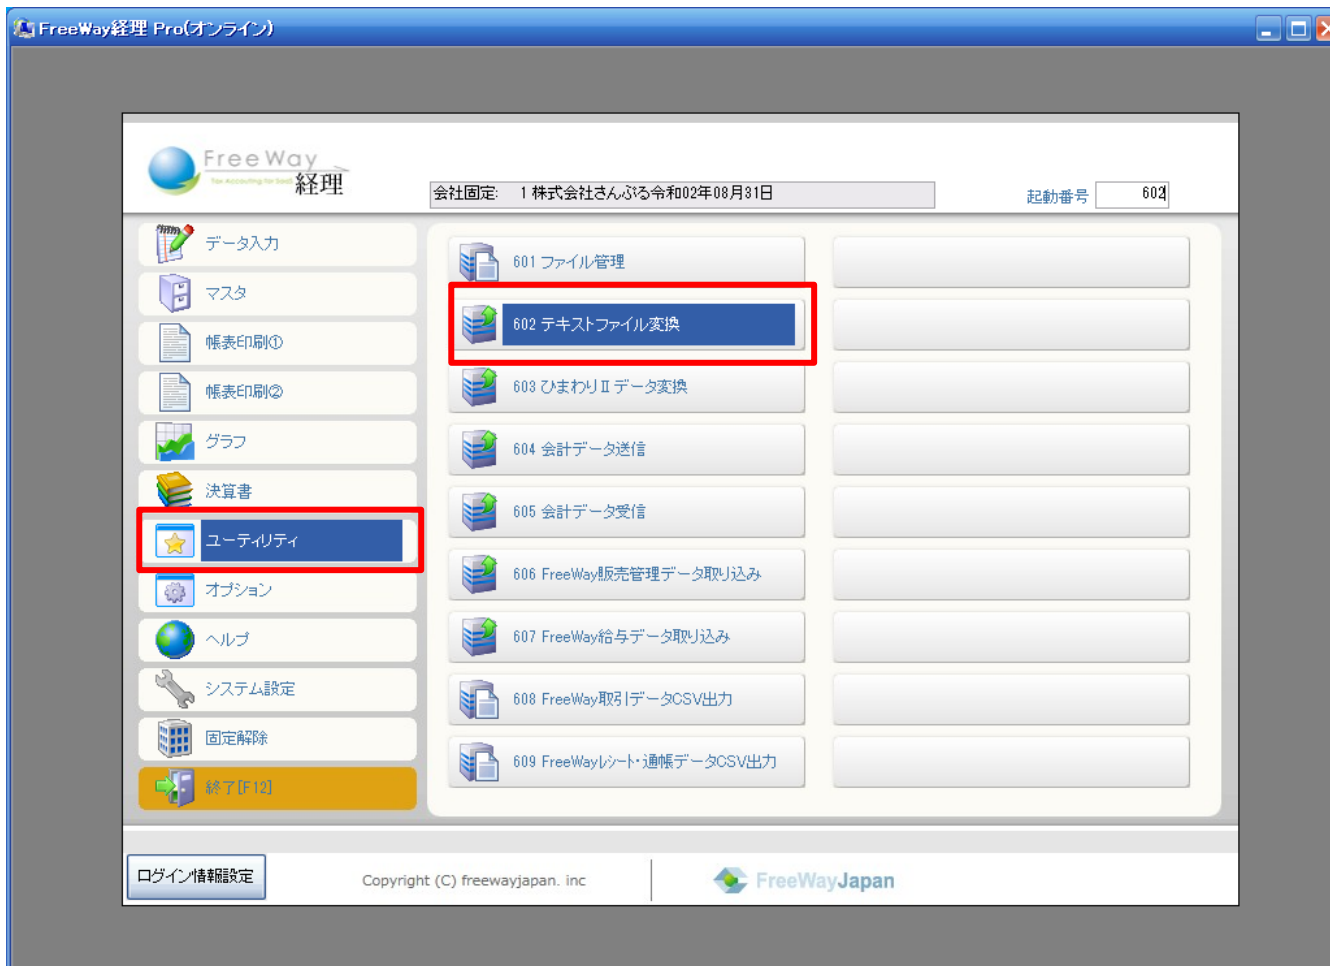 FreeWay経理 Pro(オンライン)
FreeWay
Tax Accounting for SaaS
経理
会社固定: 1 株式会社さんぷる令和02年08月31日
起動番号 602
データ入力
マスタ
帳表印刷①
帳表印刷②
グラフ
決算書
ユーティリティ
オプション
ヘルプ
システム設定
固定解除
終了[F12]
601 ファイル管理
602 テキストファイル変換
603 ひまわりⅡデータ変換
604 会計データ送信
605 会計データ受信
606 FreeWay販売管理データ取り込み
607 FreeWay給与データ取り込み
608 FreeWay取引データCSV出力
609 FreeWayレシート・通帳データCSV出力
ログイン情報設定
Copyright (C) freewayjapan. inc
FreeWayJapan